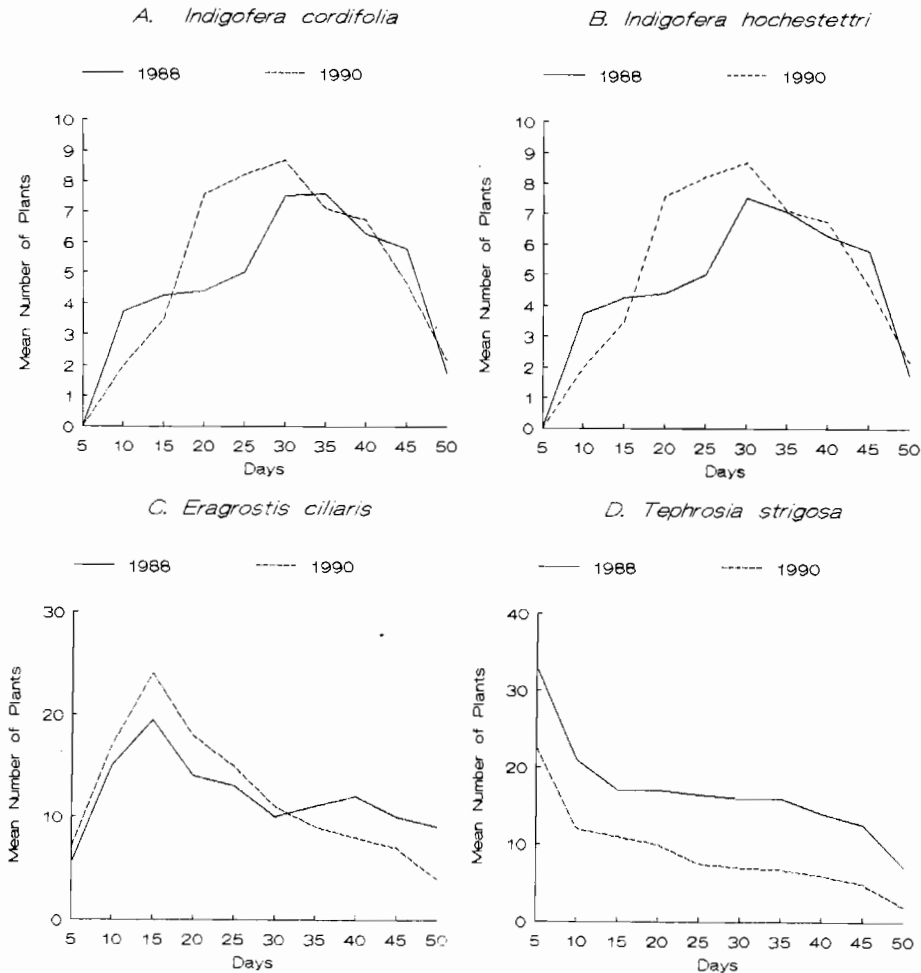 A. Indigofera cordifolia
1988 1990
10
9
8
7
6
5
4
3
2
1
0
Mean Number of Plants
5 10 15 20 25 30 35 40 45 50
Days
B. Indigofera hochestettri
1988 1990
10
9
8
7
6
5
4
3
2
1
0
Mean Number of Plants
5 10 15 20 25 30 35 40 45 50
Days
C. Eragrostis ciliaris
1988 1990
30
20
10
0
Mean Number of Plants
5 10 15 20 25 30 35 40 45 50
Days
D. Tephrosia strigosa
1988 1990
40
30
20
10
0
Mean Number of Plants
5 10 15 20 25 30 35 40 45 50
Days